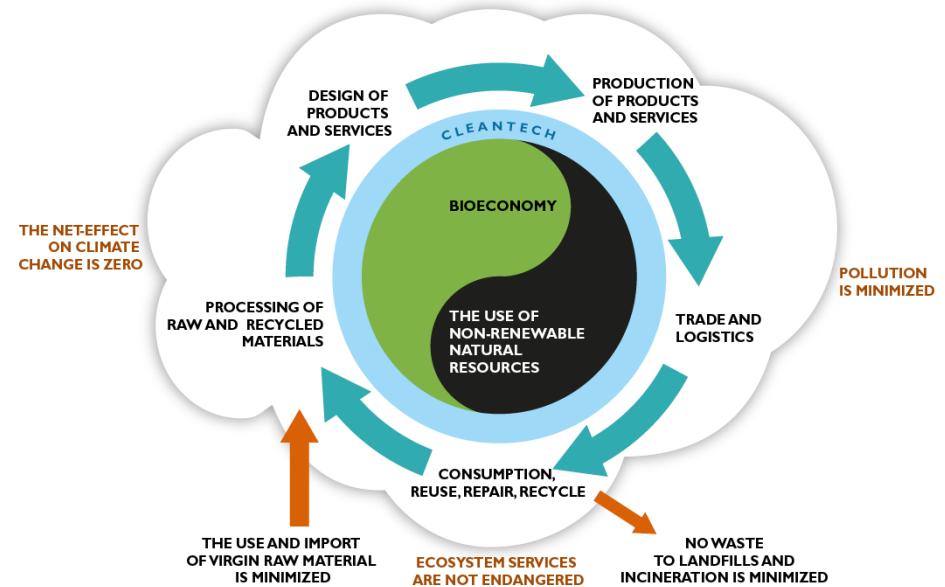 DESIGN OF
PRODUCTS
AND SERVICES
PRODUCTION
OF PRODUCTS
AND SERVICES
CLEANTECH
BIOECONOMY
THE NET-EFFECT
ON CLIMATE
CHANGE IS ZERO
POLLUTION
IS MINIMIZED
PROCESSING OF
RAW AND RECYCLED
MATERIALS
THE USE OF
NON-RENEWABLE
NATURAL
RESOURCES
TRADE AND
LOGISTICS
CONSUMPTION,
REUSE, REPAIR, RECYCLE
THE USE AND IMPORT
OF VIRGIN RAW MATERIAL
IS MINIMIZED
ECOSYSTEM SERVICES
ARE NOT ENDANGERED
NO WASTE
TO LANDFILLS AND
INCINERATION IS MINIMIZED